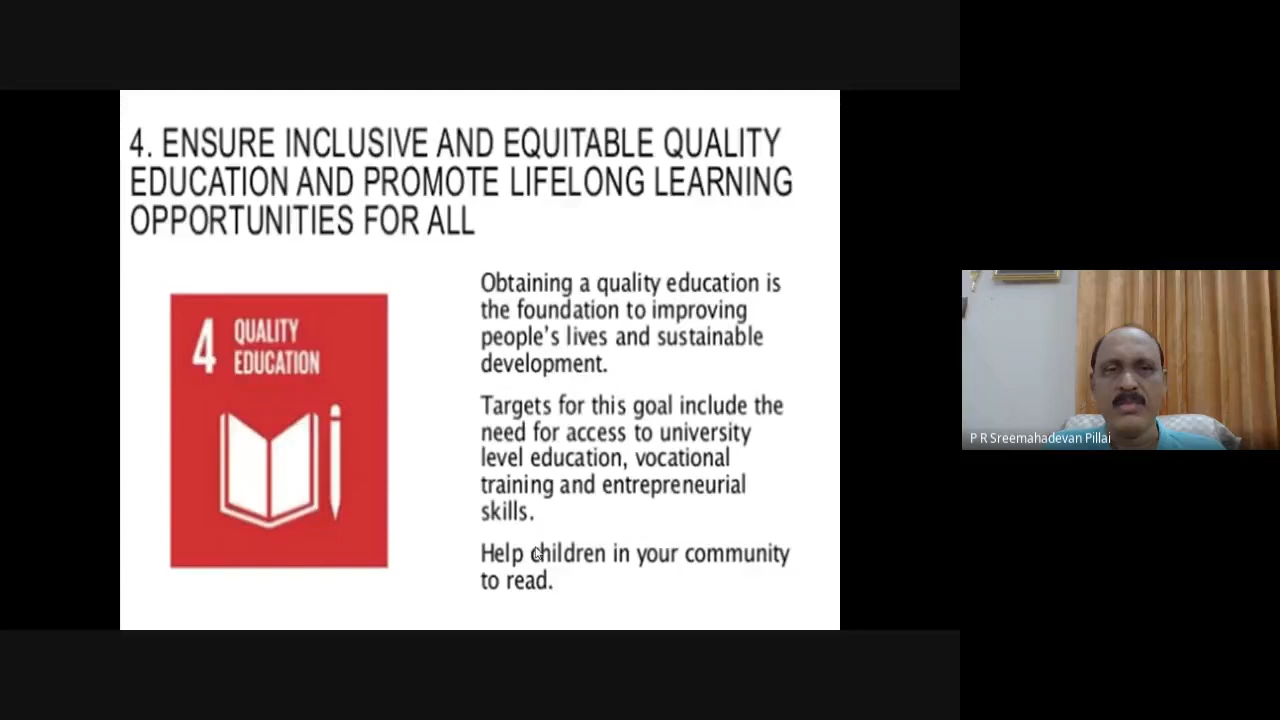 4. ENSURE INCLUSIVE AND EQUITABLE QUALITY
EDUCATION AND PROMOTE LIFELONG LEARNING
OPPORTUNITIES FOR ALL
4 QUALITY
EDUCATION
Obtaining a quality education is
the foundation to improving
people's lives and sustainable
development.
Targets for this goal include the
need for access to university
level education, vocational
training and entrepreneurial
skills.
Help children in your community
to read.
P R Sreemahadevan Pillai